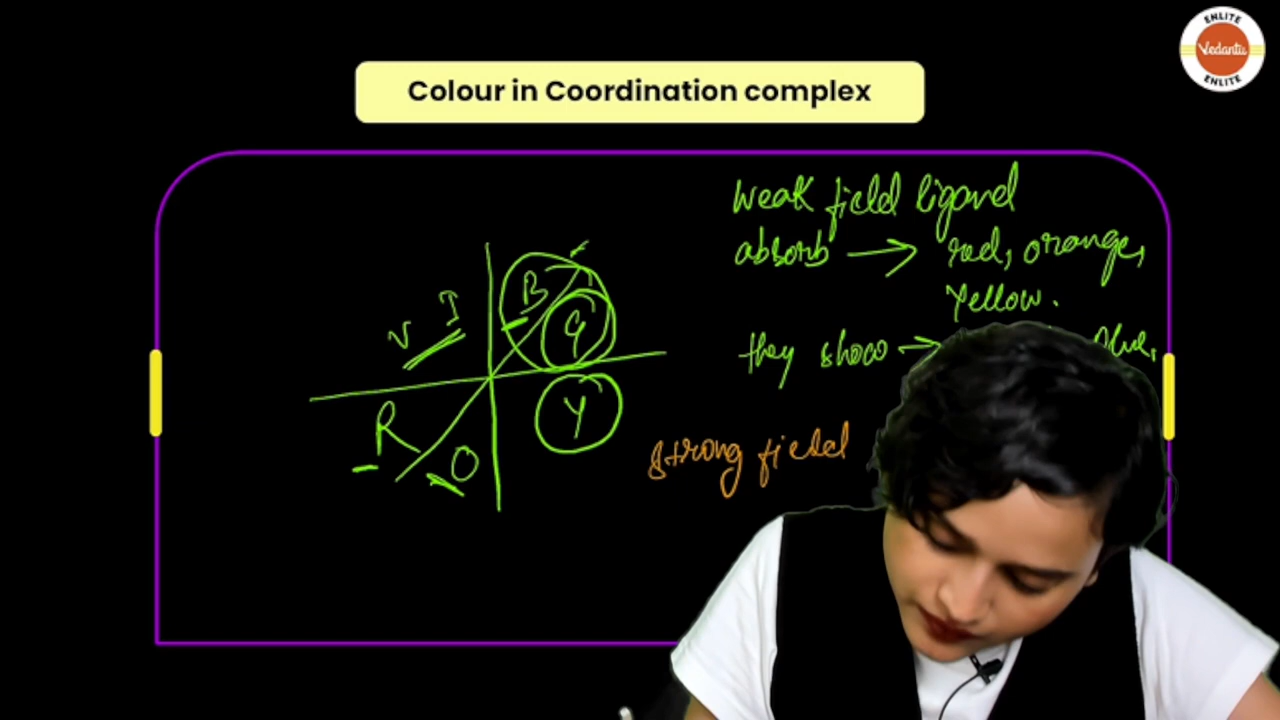 ENLITE
Vedantu
ENLITE
Colour in Coordination complex
Weak field ligand
absorb → red, orange,
Yellow.
they show →
V I
B
G
R
O
Y
Strong field